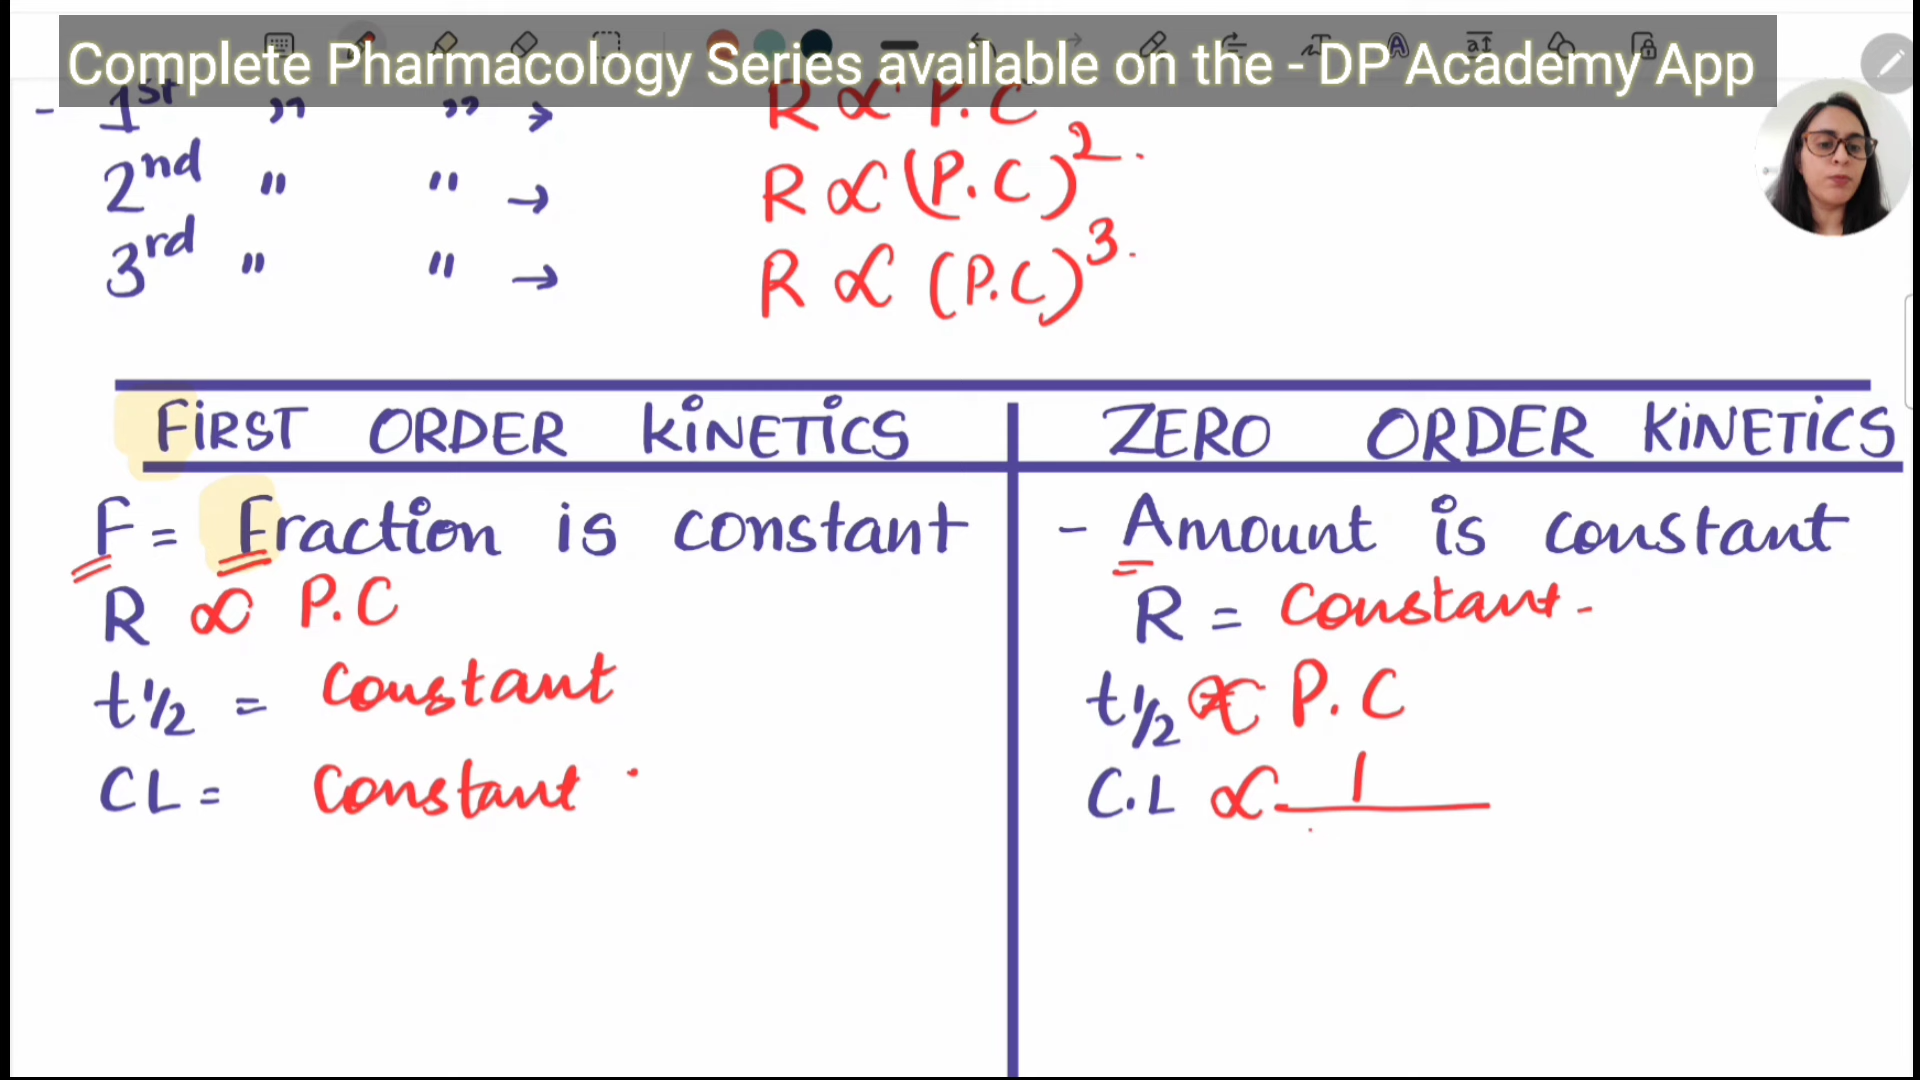 Complete Pharmacology Series available on the - DP Academy App
- 1st " " → R ∝ P.C
2nd " " → R ∝ (P.C)2.
3rd " " → R ∝ (P.C)3.
FIRST ORDER KINETICS
F = Fraction is constant
R ∝ P.C
t1/2 = constant
CL = constant.
ZERO ORDER KINETICS
- Amount is constant
R = constant.
t1/2 ∝ P.C
C.L ∝ 1